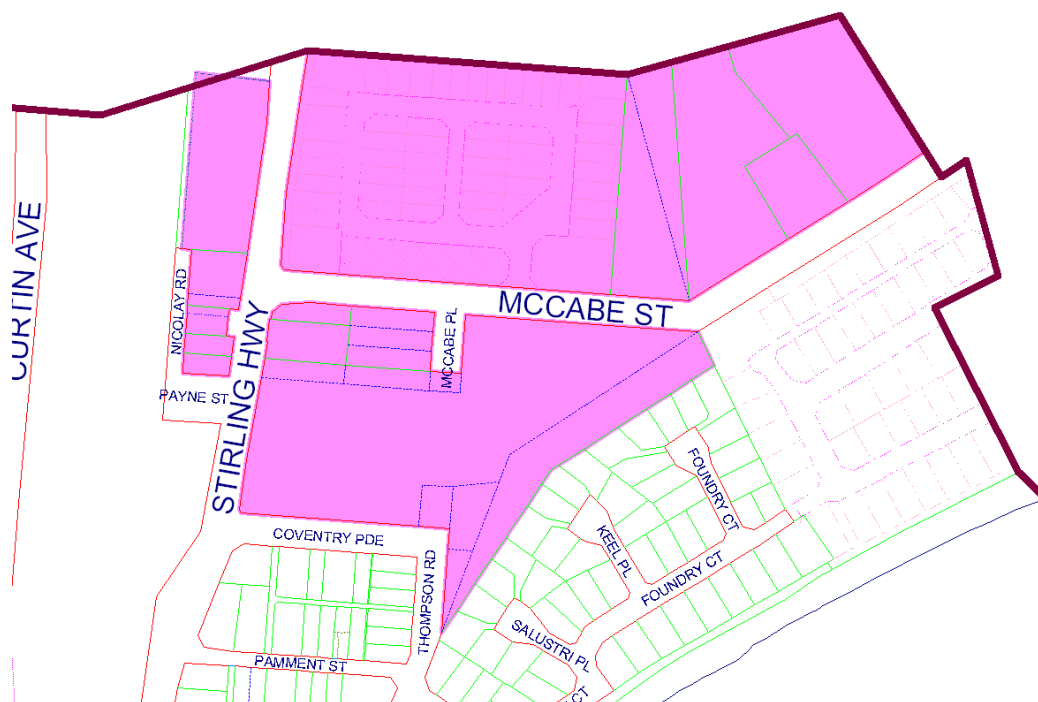 CURTIN AVE
NICOLAY RD
STIRLING HWY
MCCABE ST
MCCABE PL
PAYNE ST
FOUNDRY CT
KEEL PL
COVENTRY PDE
THOMPSON RD
FOUNDRY CT
SALUSTRI PL
PAMMENT ST
CT